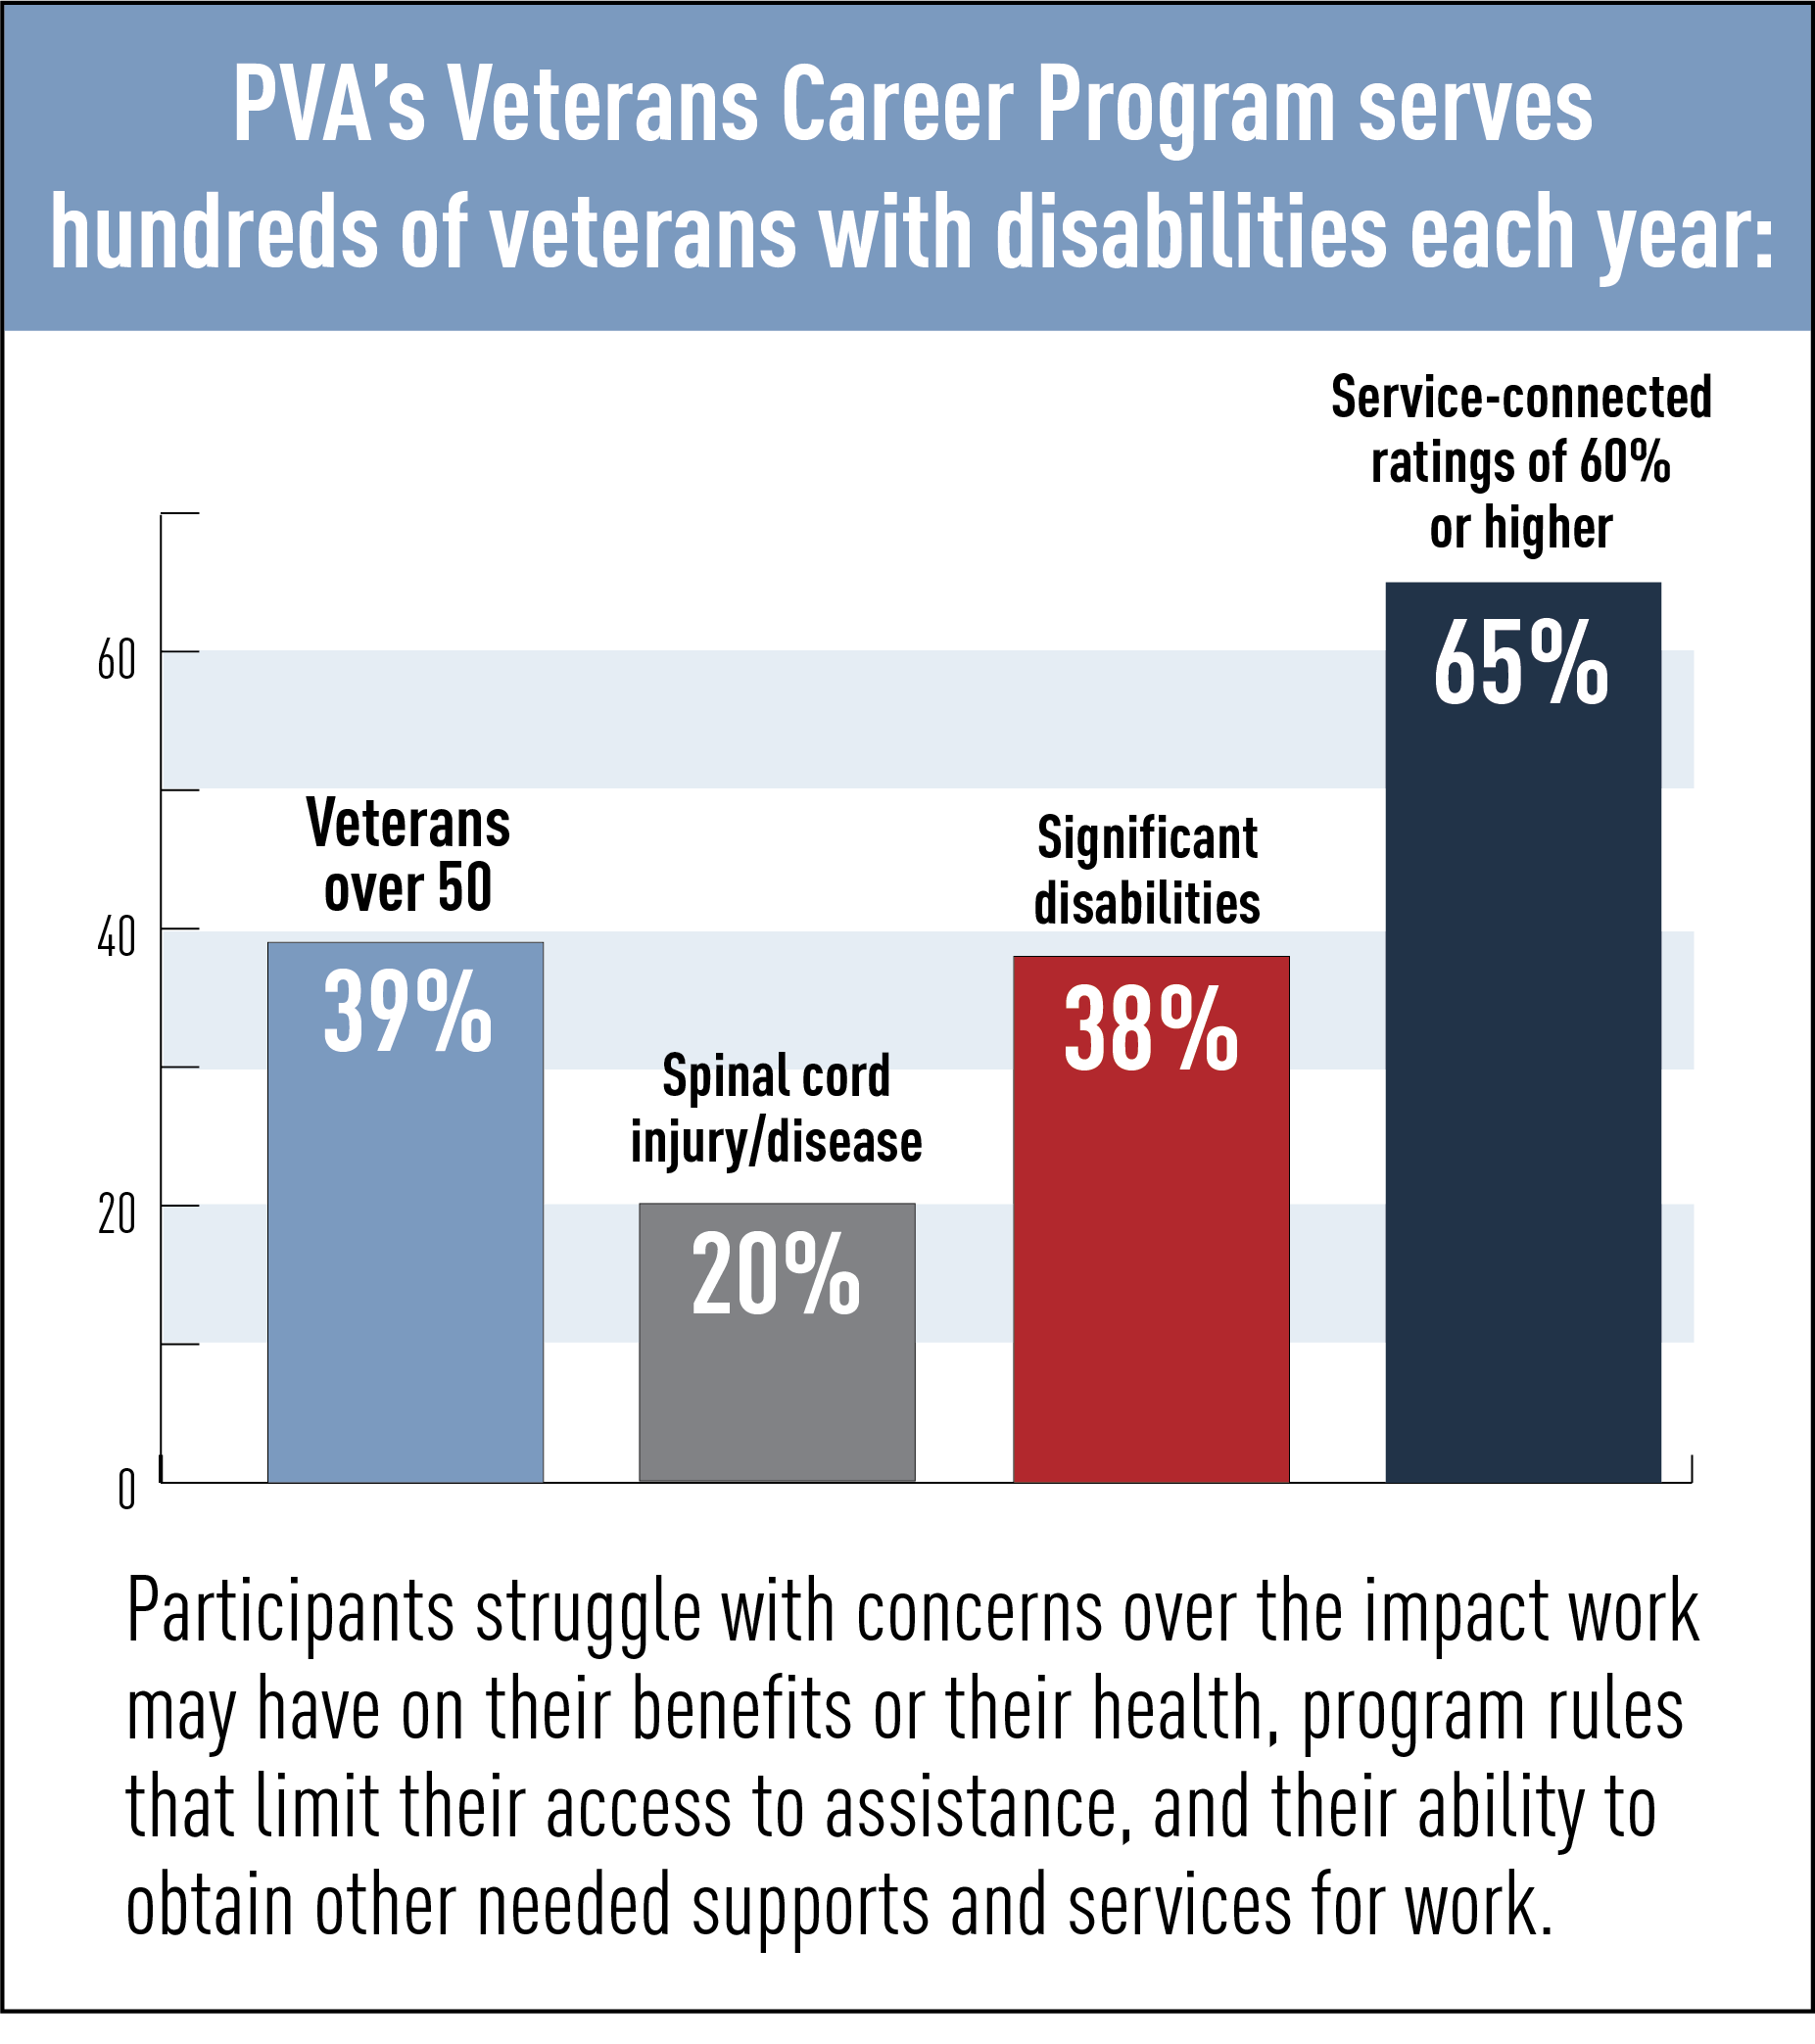 PVA’s Veterans Career Program serves
hundreds of veterans with disabilities each year:
Service-connected
ratings of 60%
or higher
65%
60
Veterans
over 50
39%
Significant
disabilities
38%
40
Spinal cord
injury/disease
20%
20
0
Participants struggle with concerns over the impact work
may have on their benefits or their health, program rules
that limit their access to assistance, and their ability to
obtain other needed supports and services for work.